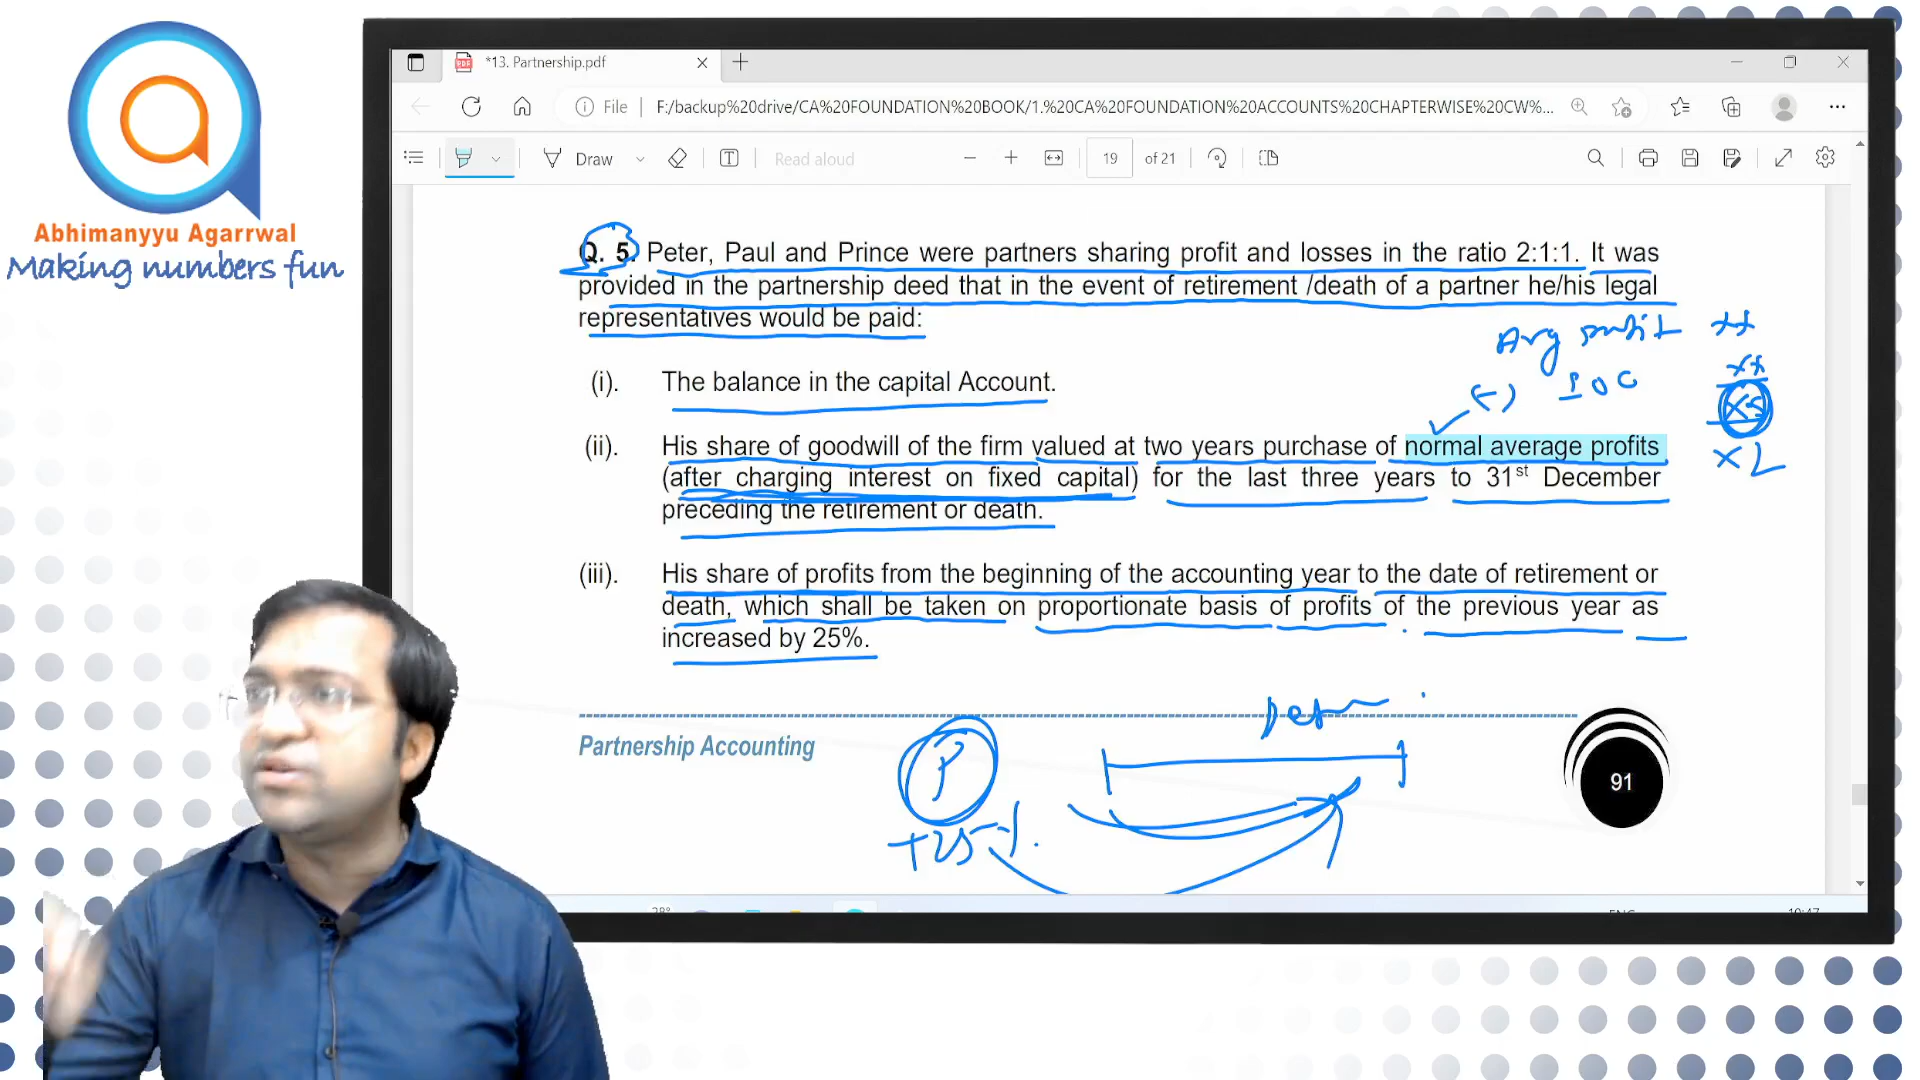 *13. Partnership.pdf
File F:/backup%20drive/CA%20FOUNDATION%20BOOK/1.%20CA%20FOUNDATION%20ACCOUNTS%20CHAPTERWISE%20CW%...
Draw Read aloud 19 of 21
Abhimanyyu Agarrwal
Making numbers fun
Q. 5. Peter, Paul and Prince were partners sharing profit and losses in the ratio 2:1:1. It was
provided in the partnership deed that in the event of retirement /death of a partner he/his legal
representatives would be paid:
Avg profit xx
(i). The balance in the capital Account.
(-) IOC xx
(ii). His share of goodwill of the firm valued at two years purchase of normal average profits
x2
(after charging interest on fixed capital) for the last three years to 31st December
preceding the retirement or death.
(iii). His share of profits from the beginning of the accounting year to the date of retirement or
death, which shall be taken on proportionate basis of profits of the previous year as
increased by 25%.
Partnership Accounting
P
91
+25%.